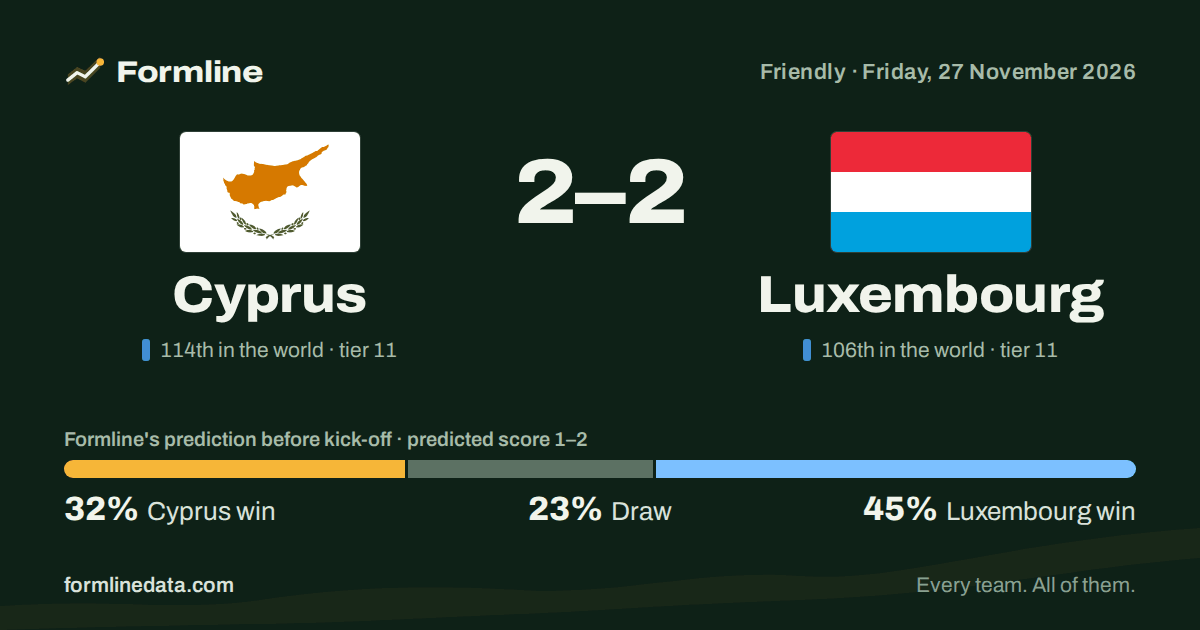 Formline
Friendly · Friday, 27 November 2026
2–2
Cyprus
Luxembourg
114th in the world · tier 11
106th in the world · tier 11
Formline's prediction before kick-off · predicted score 1–2
32% Cyprus win
23% Draw
45% Luxembourg win
formlinedata.com
Every team. All of them.